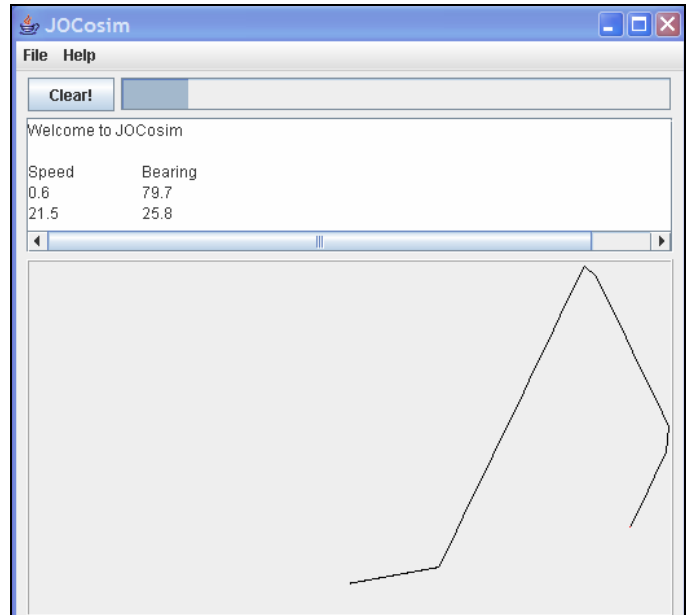 JOCosim
File Help
Clear!
Welcome to JOCosim
Speed Bearing
0.6 79.7
21.5 25.8